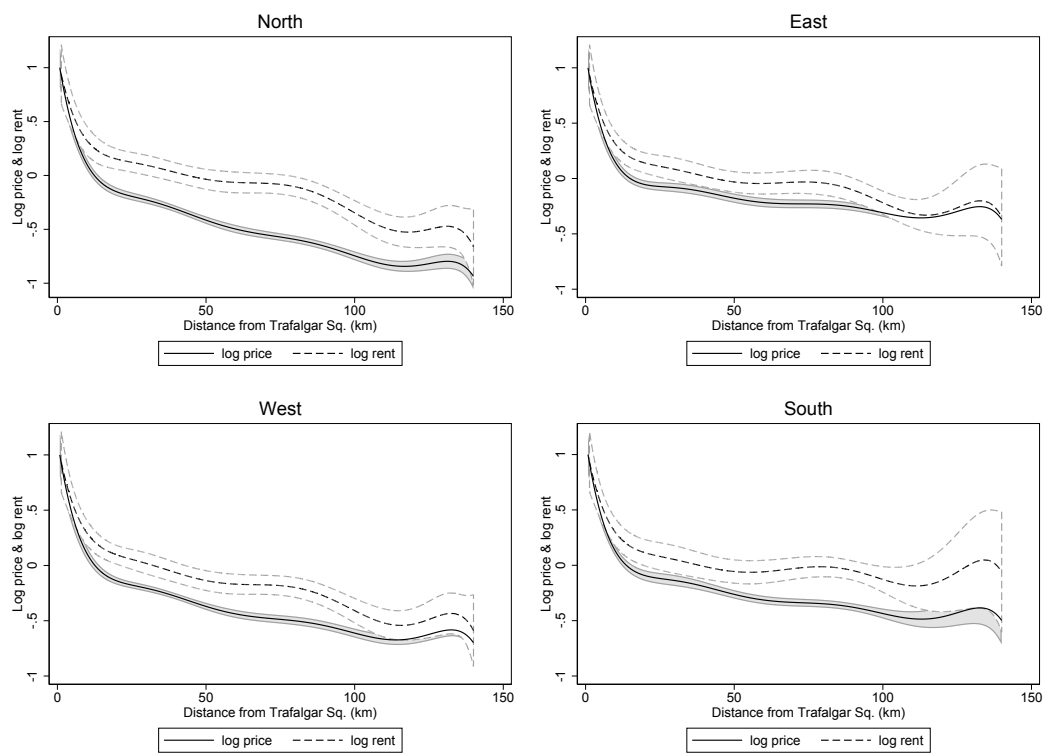 North
Log price & log rent
1
.5
0
-.5
-1
0 50 100 150
Distance from Trafalgar Sq. (km)
log price log rent
East
Log price & log rent
1
.5
0
-.5
-1
0 50 100 150
Distance from Trafalgar Sq. (km)
log price log rent
West
Log price & log rent
1
.5
0
-.5
-1
0 50 100 150
Distance from Trafalgar Sq. (km)
log price log rent
South
Log price & log rent
1
.5
0
-.5
-1
0 50 100 150
Distance from Trafalgar Sq. (km)
log price log rent